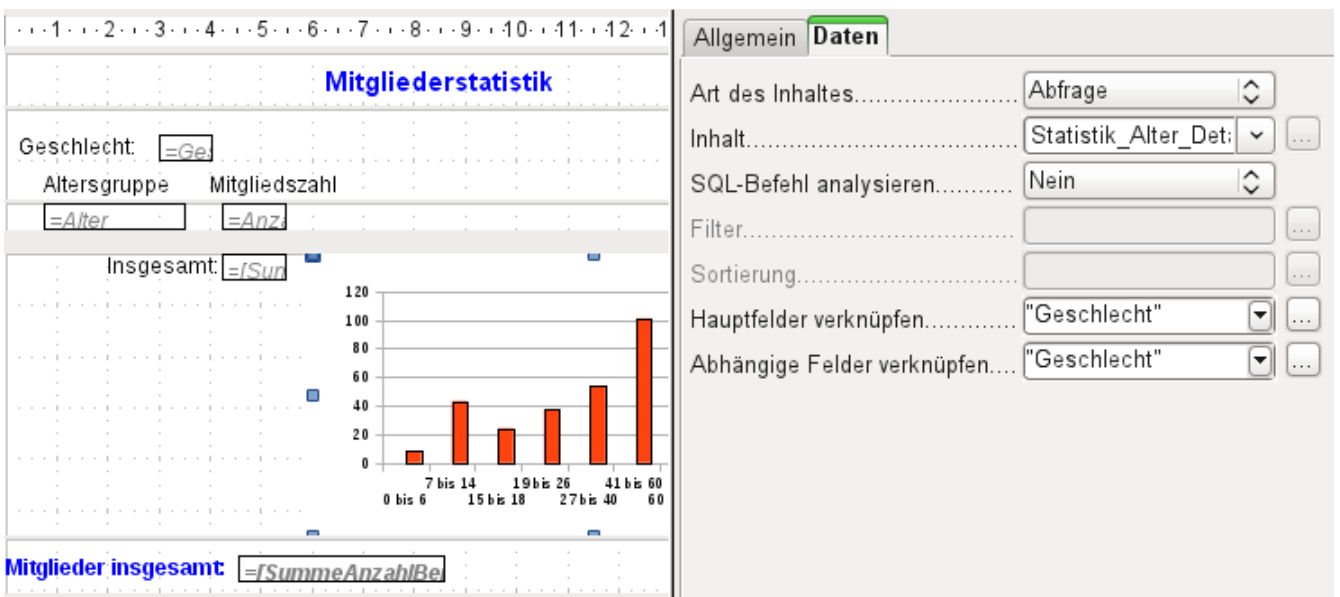 1 2 3 4 5 6 7 8 9 10 11 12 1
Mitgliederstatistik
Geschlecht: =Ges
Altersgruppe Mitgliedszahl
=Alter =Anza
Insgesamt: =[Sum
120
100
80
60
40
20
0
7 bis 14 19 bis 26 41 bis 60
0 bis 6 15 bis 18 27 bis 40 60
Mitglieder insgesamt: =[SummeAnzahlBe
Allgemein Daten
Art des Inhaltes...................... Abfrage
Inhalt.................................... Statistik_Alter_Deta ...
SQL-Befehl analysieren........... Nein
Filter..................................... ...
Sortierung.............................. ...
Hauptfelder verknüpfen............. "Geschlecht" ...
Abhängige Felder verknüpfen.... "Geschlecht" ...